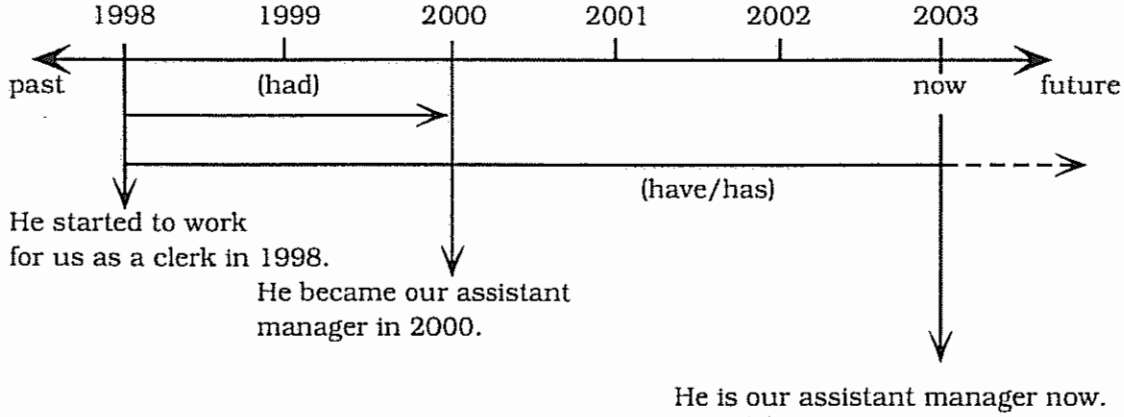 1998 1999 2000 2001 2002 2003
past (had) now future
(have/has)
He started to work
for us as a clerk in 1998.
He became our assistant
manager in 2000.
He is our assistant manager now.